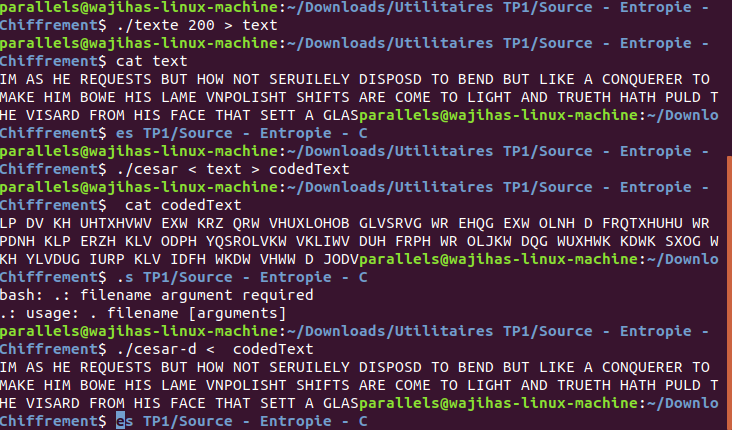 parallels@wajihas-linux-machine:~/Downloads/Utilitaires TP1/Source - Entropie -
Chiffrement$ ./texte 200 > text
parallels@wajihas-linux-machine:~/Downloads/Utilitaires TP1/Source - Entropie -
Chiffrement$ cat text
IM AS HE REQUESTS BUT HOW NOT SERUILELY DISPOSD TO BEND BUT LIKE A CONQUERER TO
MAKE HIM BOWE HIS LAME VNPOLISHT SHIFTS ARE COME TO LIGHT AND TRUETH HATH PULD T
HE VISARD FROM HIS FACE THAT SETT A GLASparallels@wajihas-linux-machine:~/Downlo
Chiffrement$ es TP1/Source - Entropie - C
parallels@wajihas-linux-machine:~/Downloads/Utilitaires TP1/Source - Entropie -
Chiffrement$ ./cesar < text > codedText
parallels@wajihas-linux-machine:~/Downloads/Utilitaires TP1/Source - Entropie -
Chiffrement$  cat codedText
LP DV KH UHTXHVWV EXW KRZ QRW VHUXLOHOB GLVSRVG WR EHQG EXW OLNH D FRQTXHUHU WR
PDNH KLP ERZH KLV ODPH YQSROLVKW VKLIWV DUH FRPH WR OLJKW DQG WUXHWK KDWK SXOG W
KH YLVDUG IURP KLV IDFH WKDW VHWW D JODVparallels@wajihas-linux-machine:~/Downlo
Chiffrement$ .s TP1/Source - Entropie - C
bash: .: filename argument required
.: usage: . filename [arguments]
parallels@wajihas-linux-machine:~/Downloads/Utilitaires TP1/Source - Entropie -
Chiffrement$ ./cesar-d <  codedText
IM AS HE REQUESTS BUT HOW NOT SERUILELY DISPOSD TO BEND BUT LIKE A CONQUERER TO
MAKE HIM BOWE HIS LAME VNPOLISHT SHIFTS ARE COME TO LIGHT AND TRUETH HATH PULD T
HE VISARD FROM HIS FACE THAT SETT A GLASparallels@wajihas-linux-machine:~/Downlo
Chiffrement$ es TP1/Source - Entropie - C